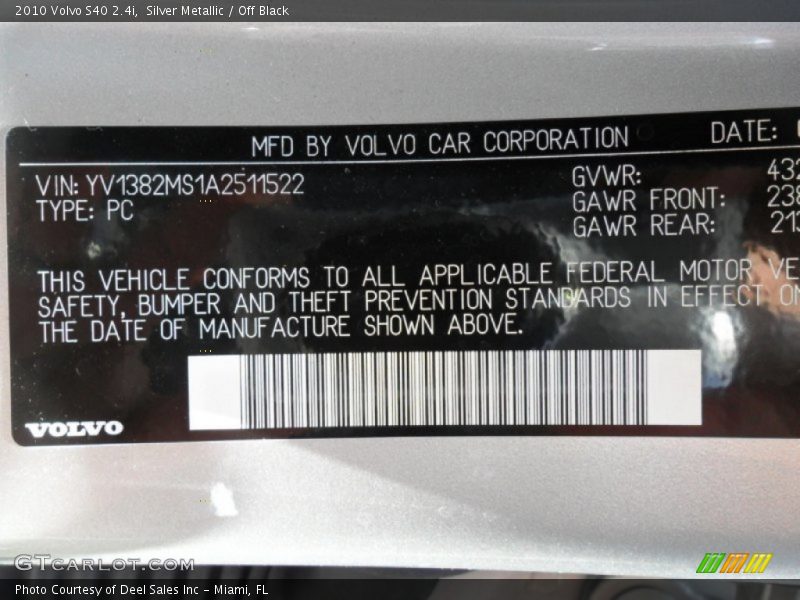 2010 Volvo S40 2.4i, Silver Metallic / Off Black
MFD BY VOLVO CAR CORPORATION DATE:
VIN: YV1382MS1A2511522
TYPE: PC
GVWR:
GAWR FRONT:
GAWR REAR:
THIS VEHICLE CONFORMS TO ALL APPLICABLE FEDERAL MOTOR
SAFETY, BUMPER AND THEFT PREVENTION STANDARDS IN EFFECT ON
THE DATE OF MANUFACTURE SHOWN ABOVE.
VOLVO
GTCARLOT.COM
Photo Courtesy of Deel Sales Inc - Miami, FL